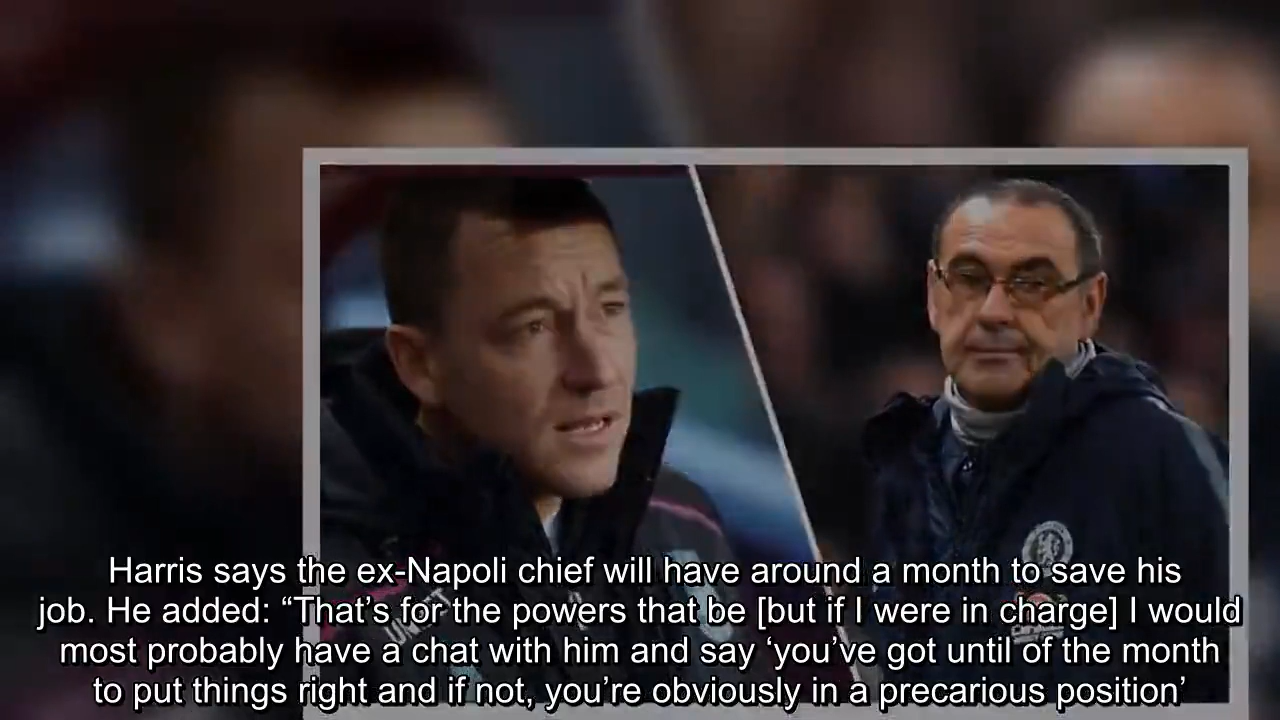 Harris says the ex-Napoli chief will have around a month to save his
job. He added: “That’s for the powers that be [but if I were in charge] I would
most probably have a chat with him and say ‘you’ve got until of the month
to put things right and if not, you’re obviously in a precarious position’